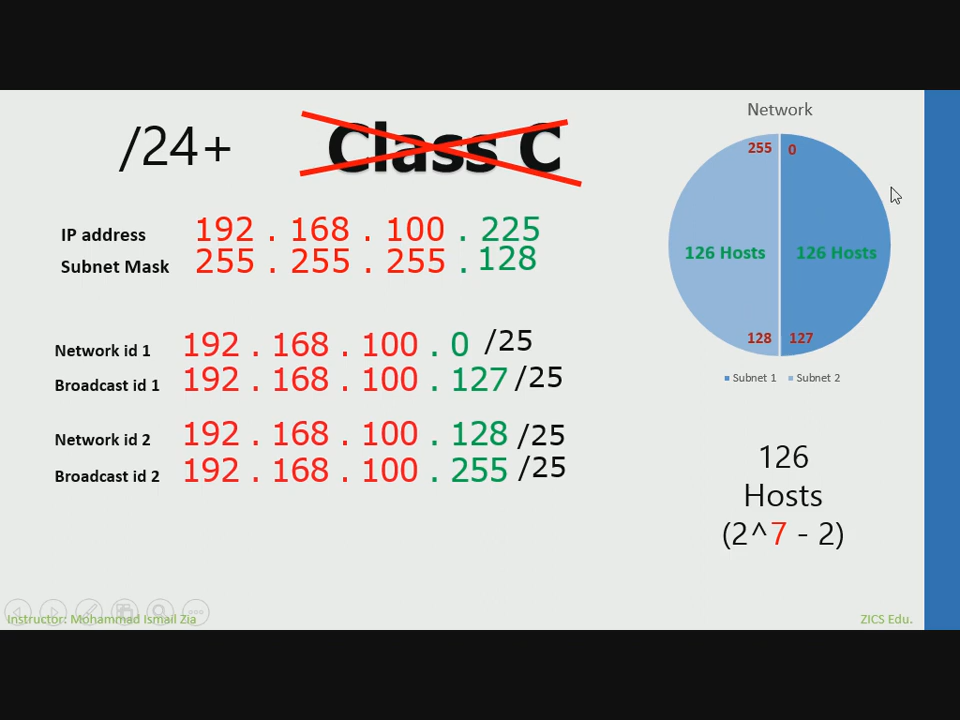 /24+ Class C
IP address 192 . 168 . 100 . 225
Subnet Mask 255 . 255 . 255 . 128
Network id 1 192 . 168 . 100 . 0 /25
Broadcast id 1 192 . 168 . 100 . 127 /25
Network id 2 192 . 168 . 100 . 128 /25
Broadcast id 2 192 . 168 . 100 . 255 /25
Network
255 0
126 Hosts 126 Hosts
128 127
Subnet 1 Subnet 2
126
Hosts
(2^7 - 2)
Instructor: Mohammad Ismail Zia
ZICS Edu.